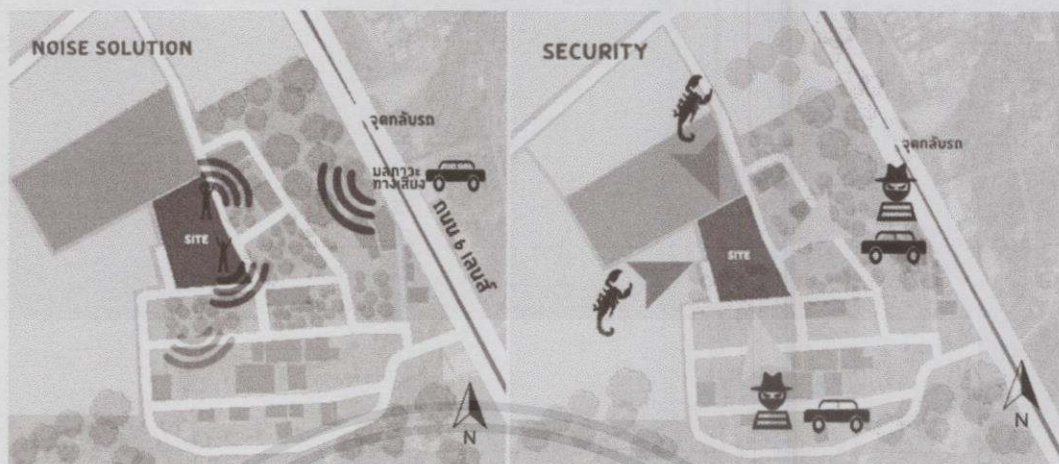 NOISE SOLUTION
จุดกลับรถ
มลภาวะ
ทางเสียง
SITE
ถนน 6 เลนส์
N
SECURITY
จุดกลับรถ
SITE
N